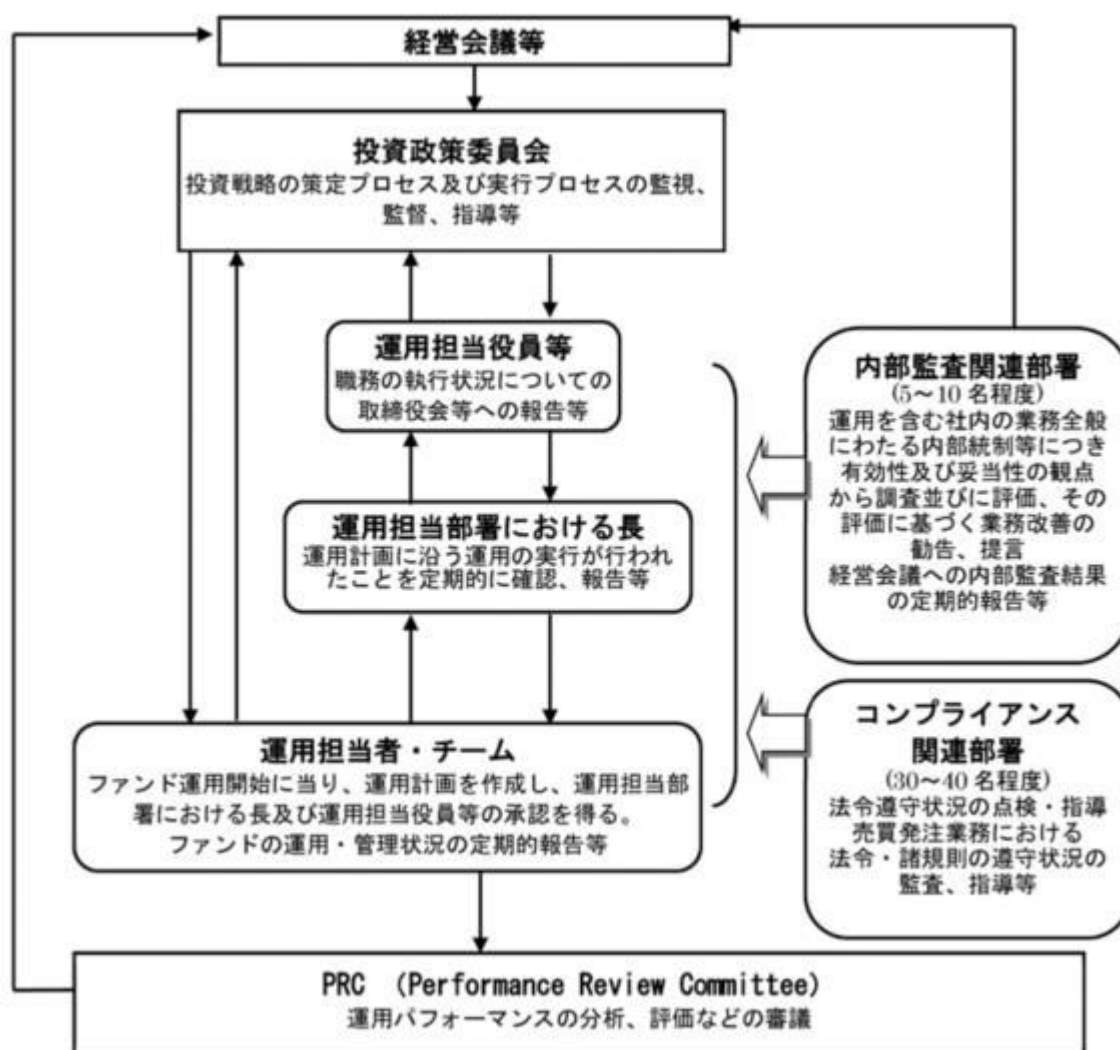 経営会議等
投資政策委員会
投資戦略の策定プロセス及び実行プロセスの監視、
監督、指導等
運用担当役員等
職務の執行状況についての
取締役会等への報告等
運用担当部署における長
運用計画に沿う運用の実行が行われ
たことを定期的に確認、報告等
運用担当者・チーム
ファンド運用開始に当り、運用計画を作成し、運用担当部
署における長及び運用担当役員等の承認を得る。
ファンドの運用・管理状況の定期的報告等
内部監査関連部署
(5～10 名程度)
運用を含む社内の業務全般
にわたる内部統制等につき
有効性及び妥当性の観点
から調査並びに評価、その
評価に基づく業務改善の
勧告、提言
経営会議への内部監査結果
の定期的報告等
コンプライアンス
関連部署
(30～40 名程度)
法令遵守状況の点検・指導
売買発注業務における
法令・諸規則の遵守状況の
監査、指導等
PRC (Performance Review Committee)
運用パフォーマンスの分析、評価などの審議